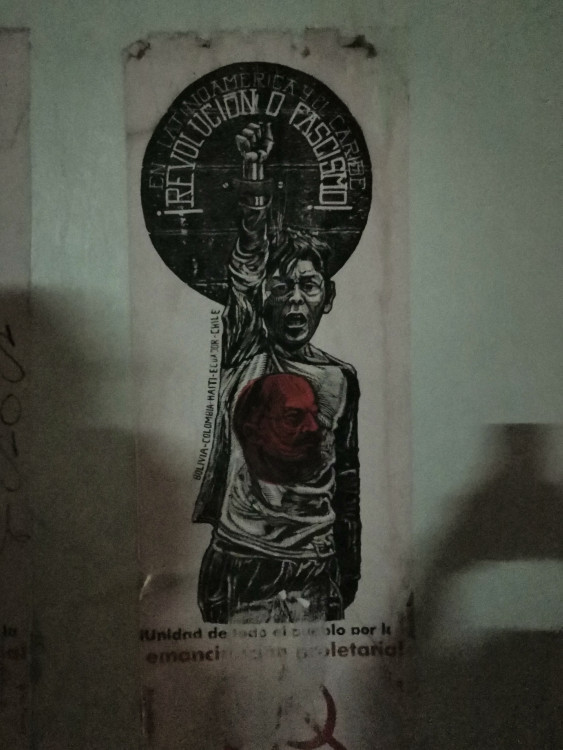 EN LATINOAMERICA Y EL CARIBE
¡REVOLUCIÓN O FASCISMO!
BOLIVIA-COLOMBIA-HAITI-ECUADOR-CHILE
¡Unidad de todo el pueblo por la
emancipación proletaria!